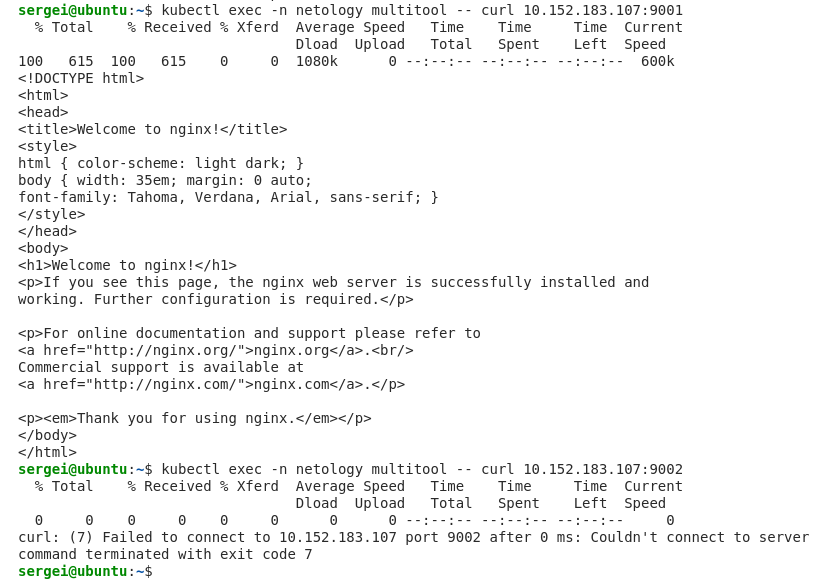 sergei@ubuntu:~$ kubectl exec -n netology multitool -- curl 10.152.183.107:9001
  % Total    % Received % Xferd  Average Speed   Time    Time     Time  Current
                                 Dload  Upload   Total   Spent    Left  Speed
100   615  100   615    0     0  1080k      0 --:--:-- --:--:-- --:--:--  600k
<!DOCTYPE html>
<html>
<head>
<title>Welcome to nginx!</title>
<style>
html { color-scheme: light dark; }
body { width: 35em; margin: 0 auto;
font-family: Tahoma, Verdana, Arial, sans-serif; }
</style>
</head>
<body>
<h1>Welcome to nginx!</h1>
<p>If you see this page, the nginx web server is successfully installed and
working. Further configuration is required.</p>

<p>For online documentation and support please refer to
<a href="http://nginx.org/">nginx.org</a>.<br/>
Commercial support is available at
<a href="http://nginx.com/">nginx.com</a>.</p>

<p><em>Thank you for using nginx.</em></p>
</body>
</html>
sergei@ubuntu:~$ kubectl exec -n netology multitool -- curl 10.152.183.107:9002
  % Total    % Received % Xferd  Average Speed   Time    Time     Time  Current
                                 Dload  Upload   Total   Spent    Left  Speed
  0     0    0     0    0     0      0      0 --:--:-- --:--:-- --:--:--     0
curl: (7) Failed to connect to 10.152.183.107 port 9002 after 0 ms: Couldn't connect to server
command terminated with exit code 7
sergei@ubuntu:~$